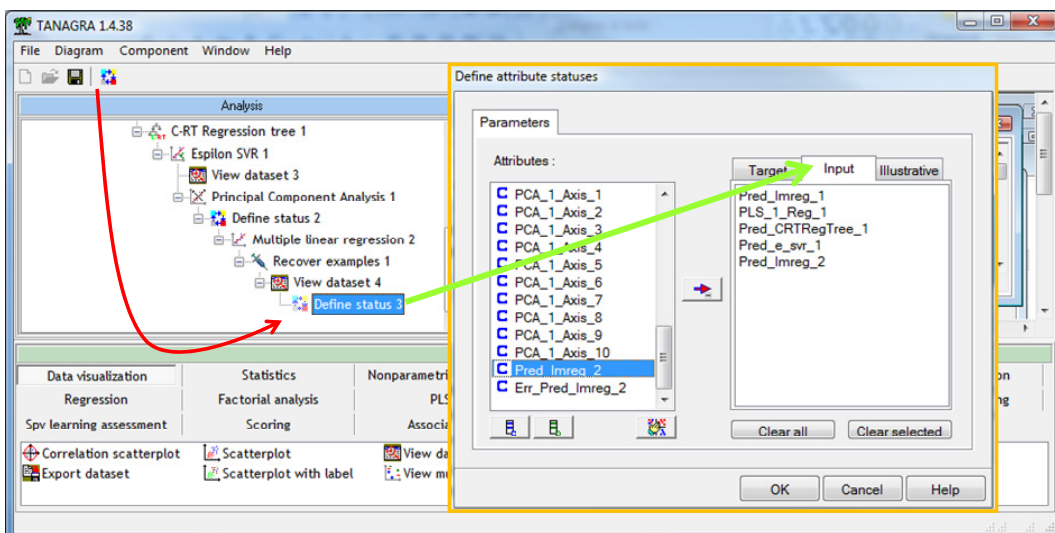 TANAGRA 1.4.38
File Diagram Component Window Help
Analysis
C-RT Regression tree 1
Espilon SVR 1
View dataset 3
Principal Component Analysis 1
Define status 2
Multiple linear regression 2
Recover examples 1
View dataset 4
Define status 3
Define attribute statuses
Parameters
Attributes :
C PCA_1_Axis_1
C PCA_1_Axis_2
C PCA_1_Axis_3
C PCA_1_Axis_4
C PCA_1_Axis_5
C PCA_1_Axis_6
C PCA_1_Axis_7
C PCA_1_Axis_8
C PCA_1_Axis_9
C PCA_1_Axis_10
C Pred_lmreg_2
C Err_Pred_lmreg_2
Target Input Illustrative
Pred_lmreg_1
PLS_1_Reg_1
Pred_CRTRegTree_1
Pred_e_svr_1
Pred_lmreg_2
Clear all Clear selected
OK Cancel Help
Data visualization Statistics Nonparametri on
Regression Factorial analysis PLS ng
Spv learning assessment Scoring Associa
Correlation scatterplot Scatterplot View da
Export dataset Scatterplot with label View mu